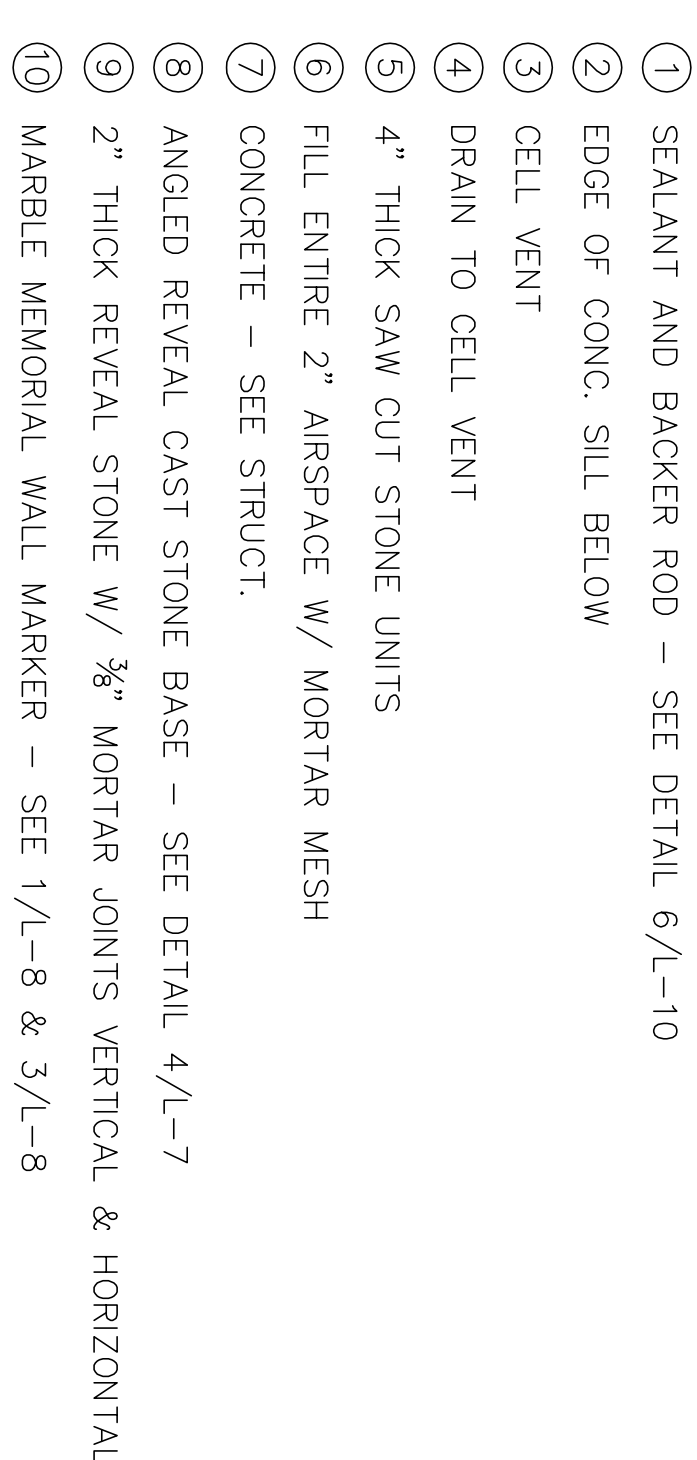 1 SEALANT AND BACKER ROD – SEE DETAIL 6/L–10
2 EDGE OF CONC. SILL BELOW
3 CELL VENT
4 DRAIN TO CELL VENT
5 4” THICK SAW CUT STONE UNITS
6 FILL ENTIRE 2” AIRSPACE W/ MORTAR MESH
7 CONCRETE – SEE STRUCT.
8 ANGLED REVEAL CAST STONE BASE – SEE DETAIL 4/L–7
9 2” THICK REVEAL STONE W/ ⅜” MORTAR JOINTS VERTICAL & HORIZONTAL
10 MARBLE MEMORIAL WALL MARKER – SEE 1/L–8 & 3/L–8